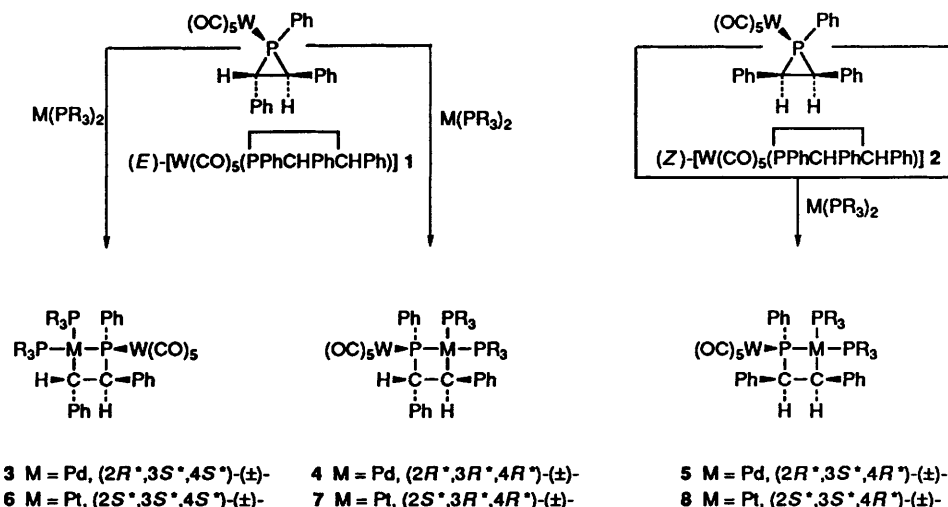 (OC)5W Ph
P
H Ph
Ph H
M(PR3)2 M(PR3)2
(E)-[W(CO)5(PPhCHPhCHPh)] 1
(OC)5W Ph
P
Ph Ph
H H
(Z)-[W(CO)5(PPhCHPhCHPh)] 2
M(PR3)2
R3P Ph
R3P—M—P W(CO)5
H C—C Ph
Ph H
Ph PR3
(OC)5W P—M—PR3
H C—C Ph
Ph H
Ph PR3
(OC)5W P—M—PR3
Ph C—C Ph
H H
3 M = Pd, (2R*,3S*,4S*)-(±)-
6 M = Pt, (2S*,3S*,4S*)-(±)-
4 M = Pd, (2R*,3R*,4R*)-(±)-
7 M = Pt, (2S*,3R*,4R*)-(±)-
5 M = Pd, (2R*,3S*,4R*)-(±)-
8 M = Pt, (2S*,3S*,4R*)-(±)-